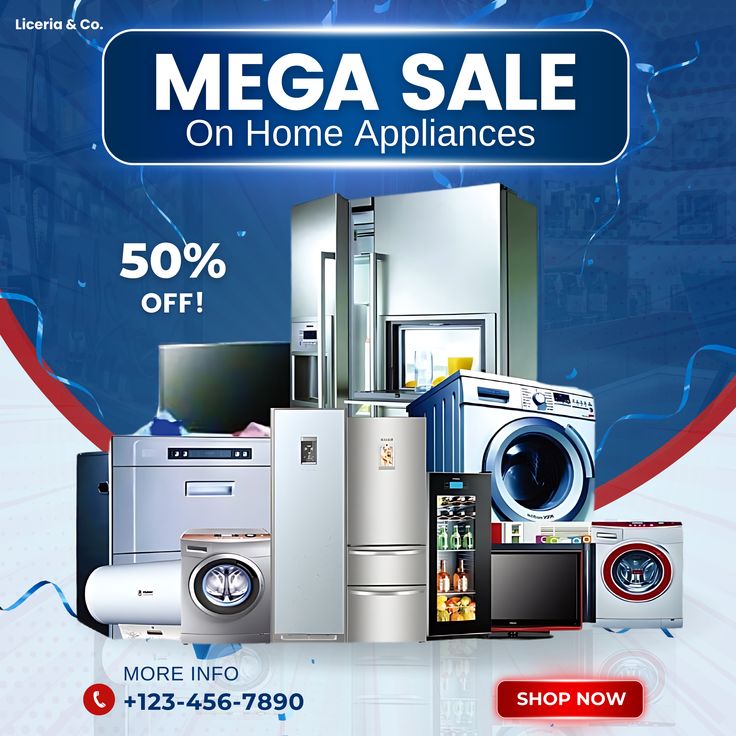 Liceria & Co.
MEGA SALE
On Home Appliances
50%
OFF!
MORE INFO
+123-456-7890
SHOP NOW